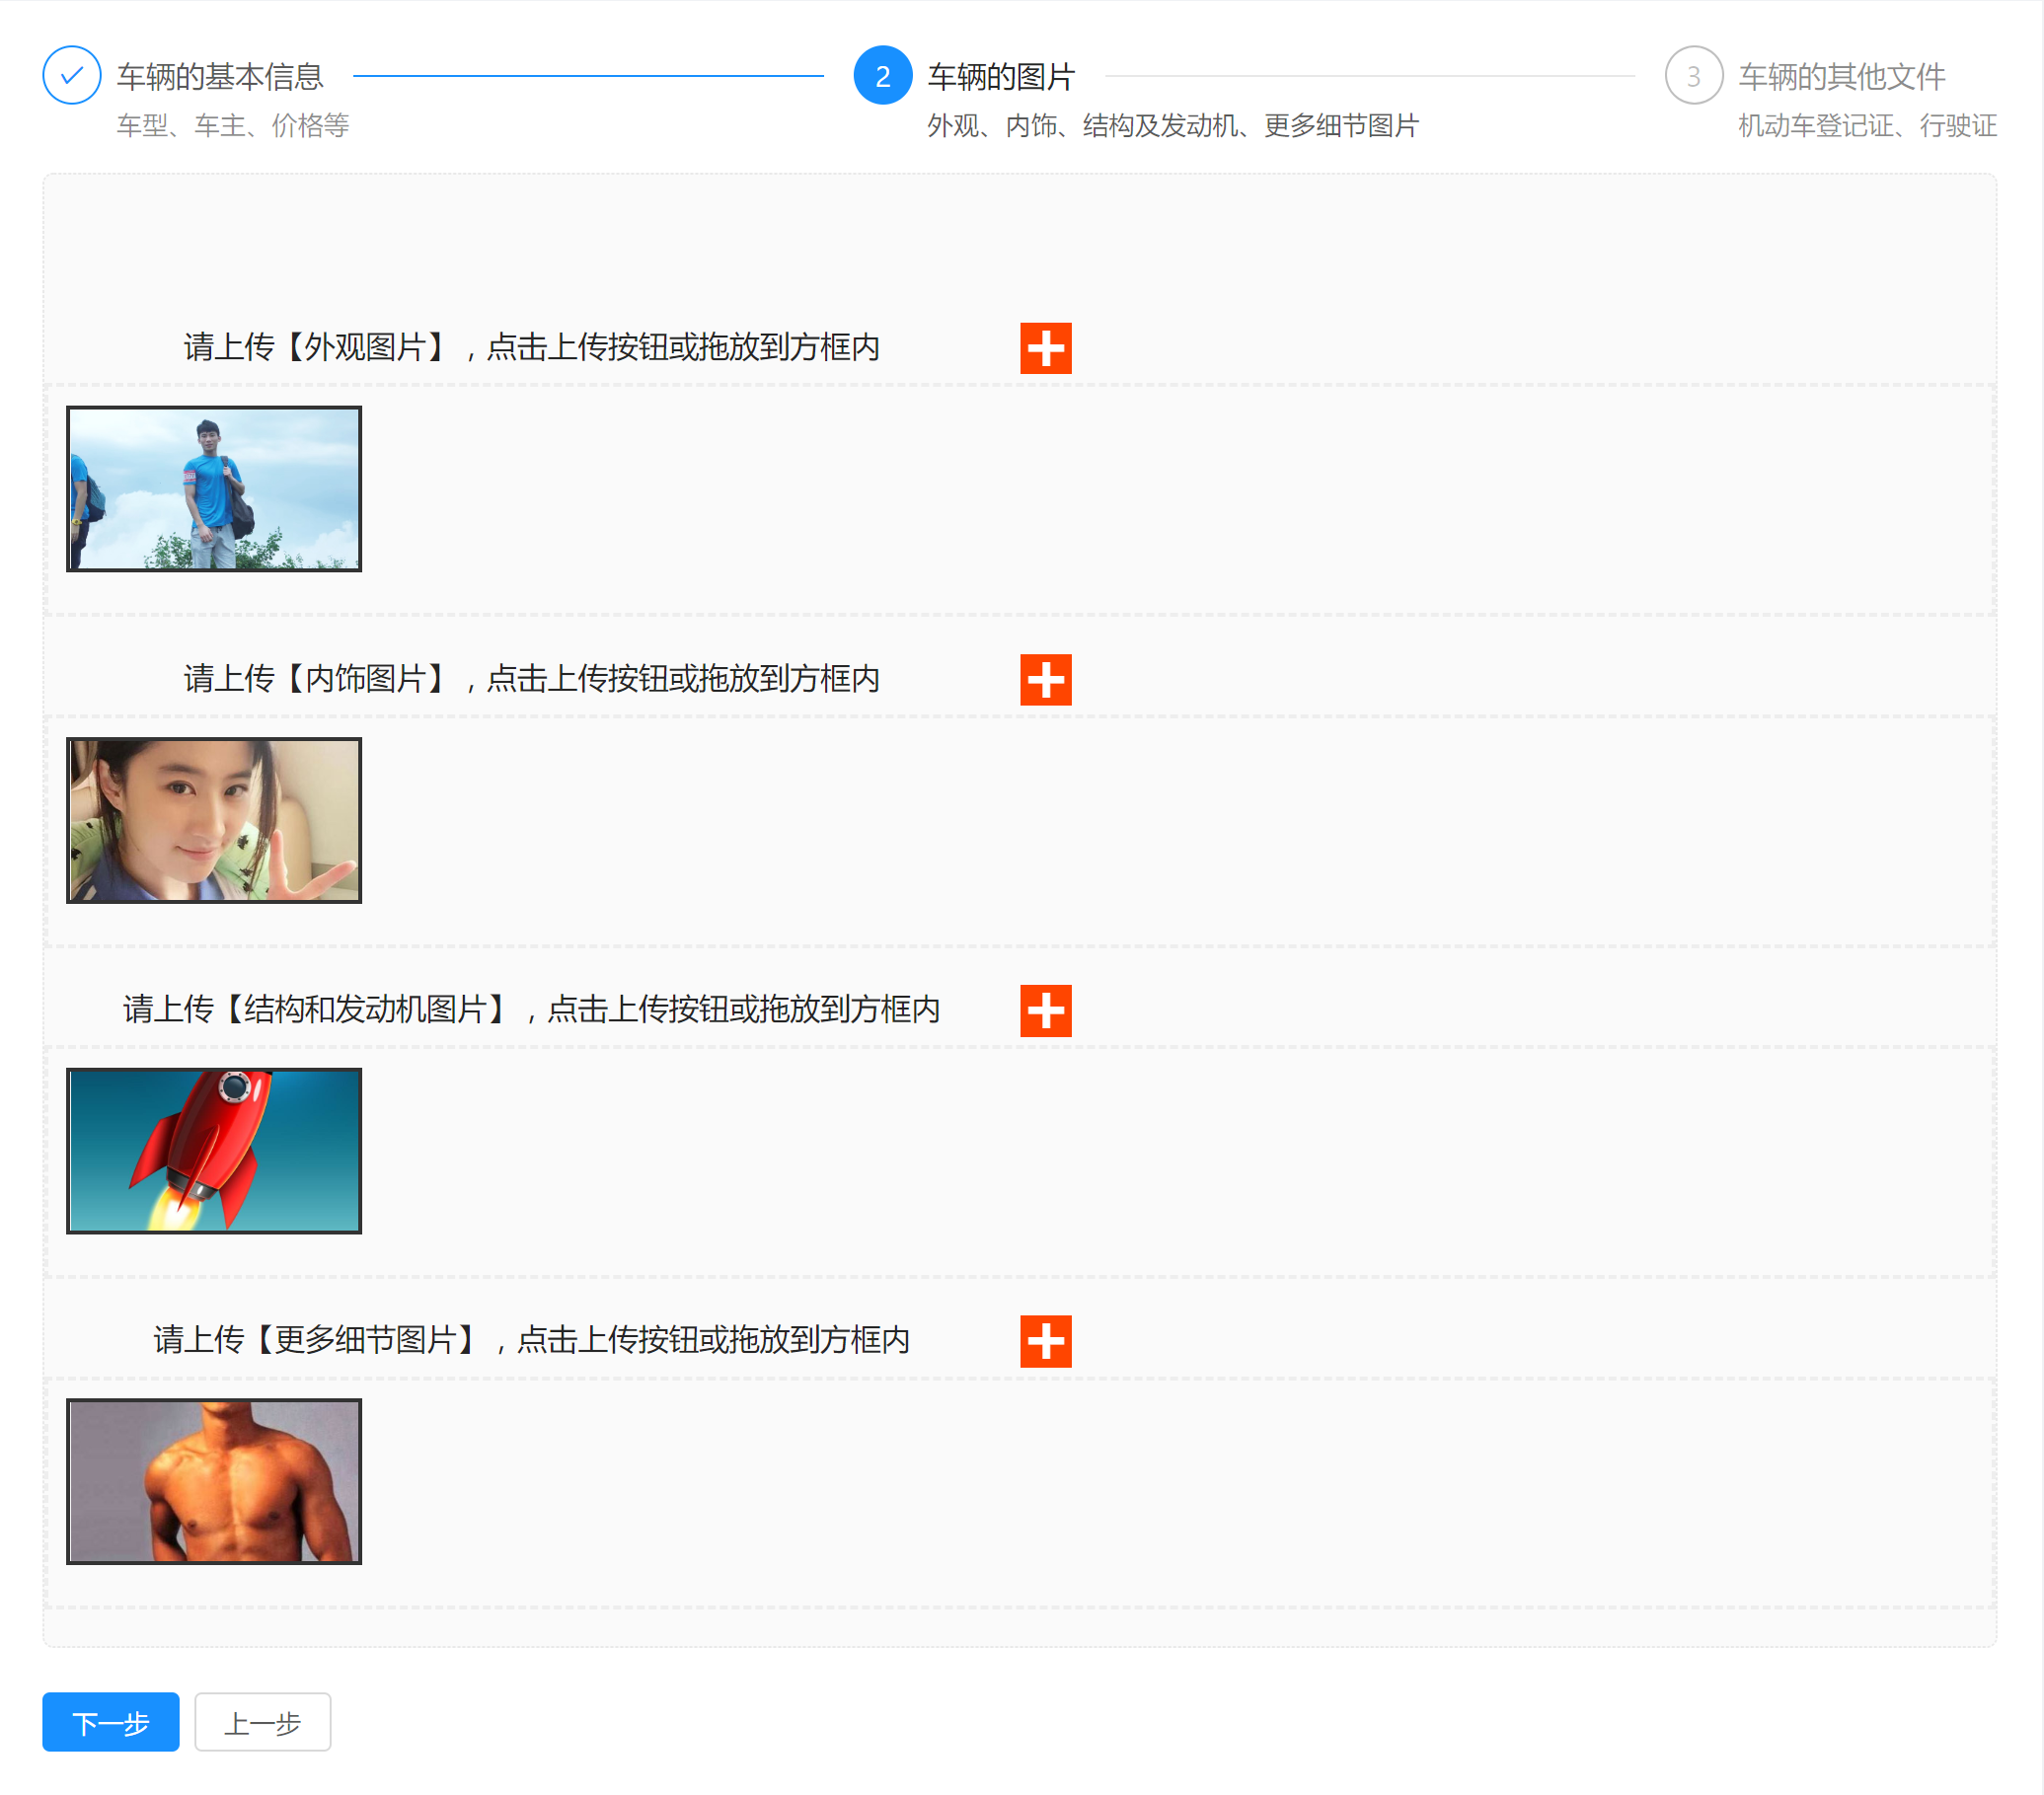 车辆的基本信息
车型、车主、价格等
2
车辆的图片
外观、内饰、结构及发动机、更多细节图片
3
车辆的其他文件
机动车登记证、行驶证
请上传【外观图片】，点击上传按钮或拖放到方框内
请上传【内饰图片】，点击上传按钮或拖放到方框内
请上传【结构和发动机图片】，点击上传按钮或拖放到方框内
请上传【更多细节图片】，点击上传按钮或拖放到方框内
下一步
上一步